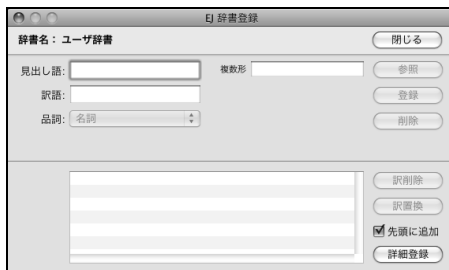 EJ 辞書登録
辞書名： ユーザ辞書
閉じる
見出し語:
複数形
参照
訳語:
登録
品詞: 名詞
削除
訳削除
訳置換
先頭に追加
詳細登録